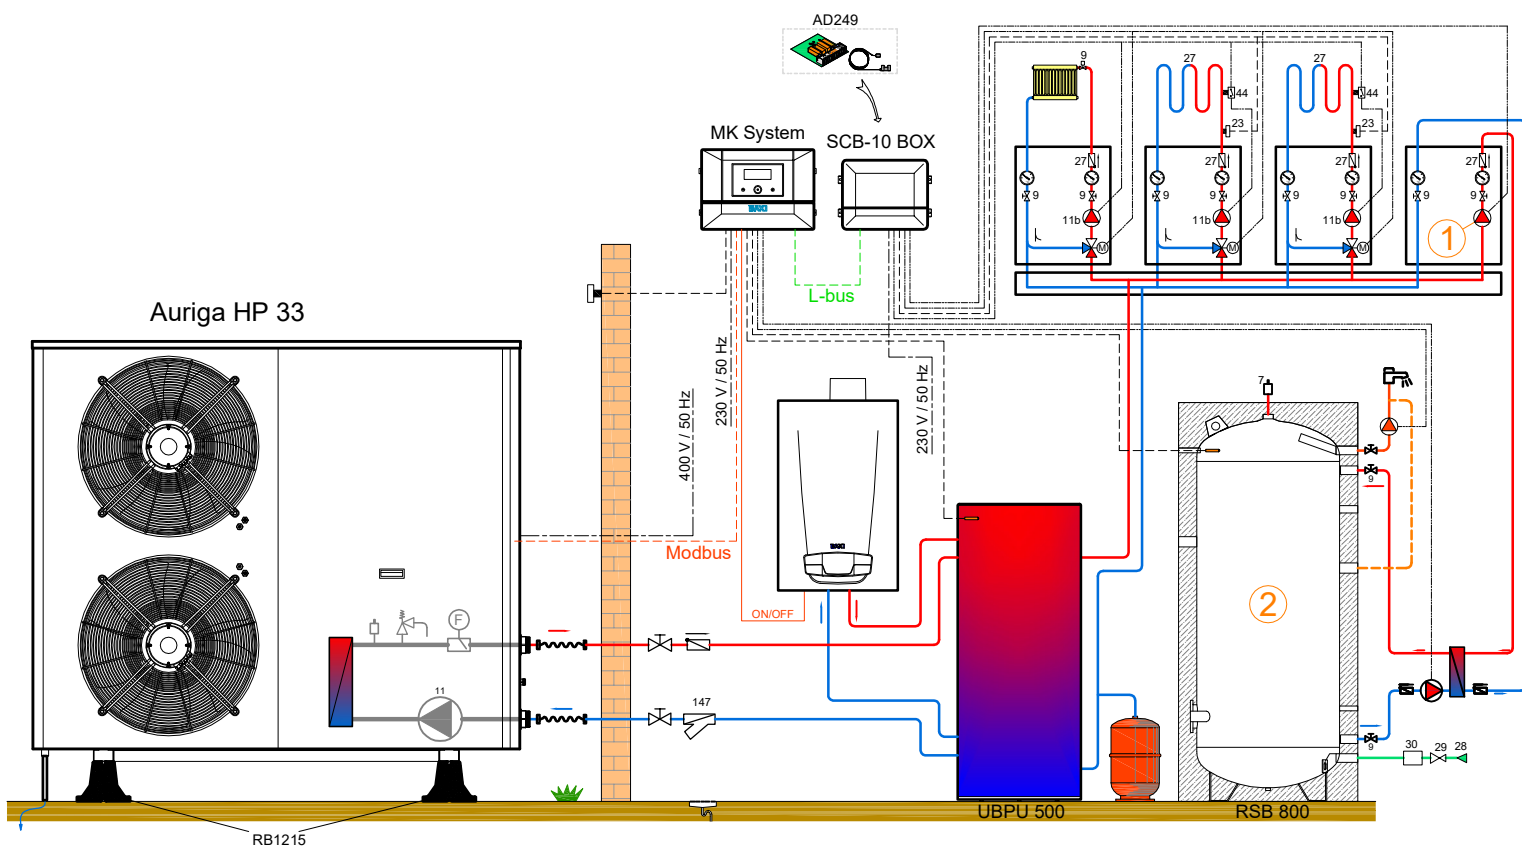 AD249
MK System
SCB-10 BOX
BAXI
L-bus
Auriga HP 33
230 V / 50 Hz
400 V / 50 Hz
230 V / 50 Hz
Modbus
ON/OFF
BAXI
F
11
147
RB1215
UBPU 500
RSB 800
9
27
27
44
44
23
23
27
27
27
27
9
9
9
9
9
9
9
11b
11b
11b
M
M
M
1
7
9
2
9
30
29
28